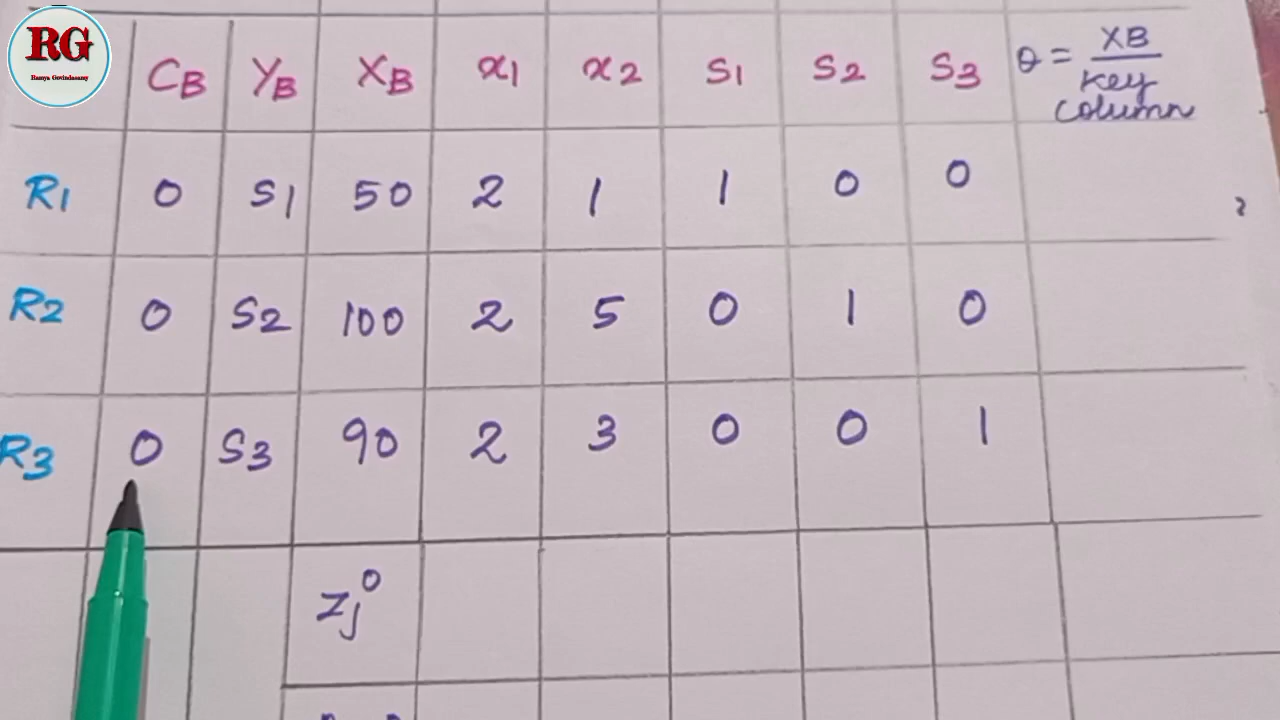 RG
Ramya Govindasamy
CB YB XB x1 x2 S1 S2 S3 θ = XB / key column
R1 0 S1 50 2 1 1 0 0
R2 0 S2 100 2 5 0 1 0
R3 0 S3 90 2 3 0 0 1
Zj 0